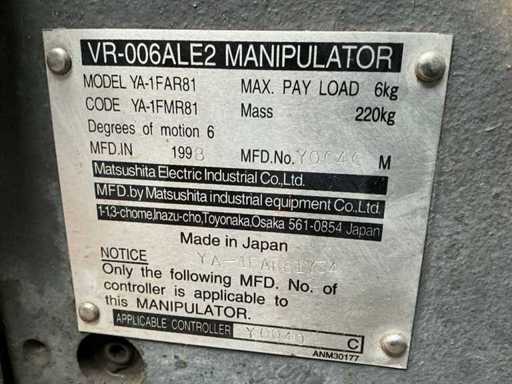 VR-006ALE2 MANIPULATOR
MODEL YA-1FAR81 MAX. PAY LOAD 6kg
CODE YA-1FMR81 Mass 220kg
Degrees of motion 6
MFD.IN 1998 MFD.No. M
Matsushita Electric Industrial Co.,Ltd.
MFD.by Matsushita industrial equipment Co.,Ltd.
1-1,3-chome,Inazu-cho,Toyonaka,Osaka 561-0854 Japan
Made in Japan
NOTICE
Only the following MFD. No. of
controller is applicable to
this MANIPULATOR.
APPLICABLE CONTROLLER C
ANM30177